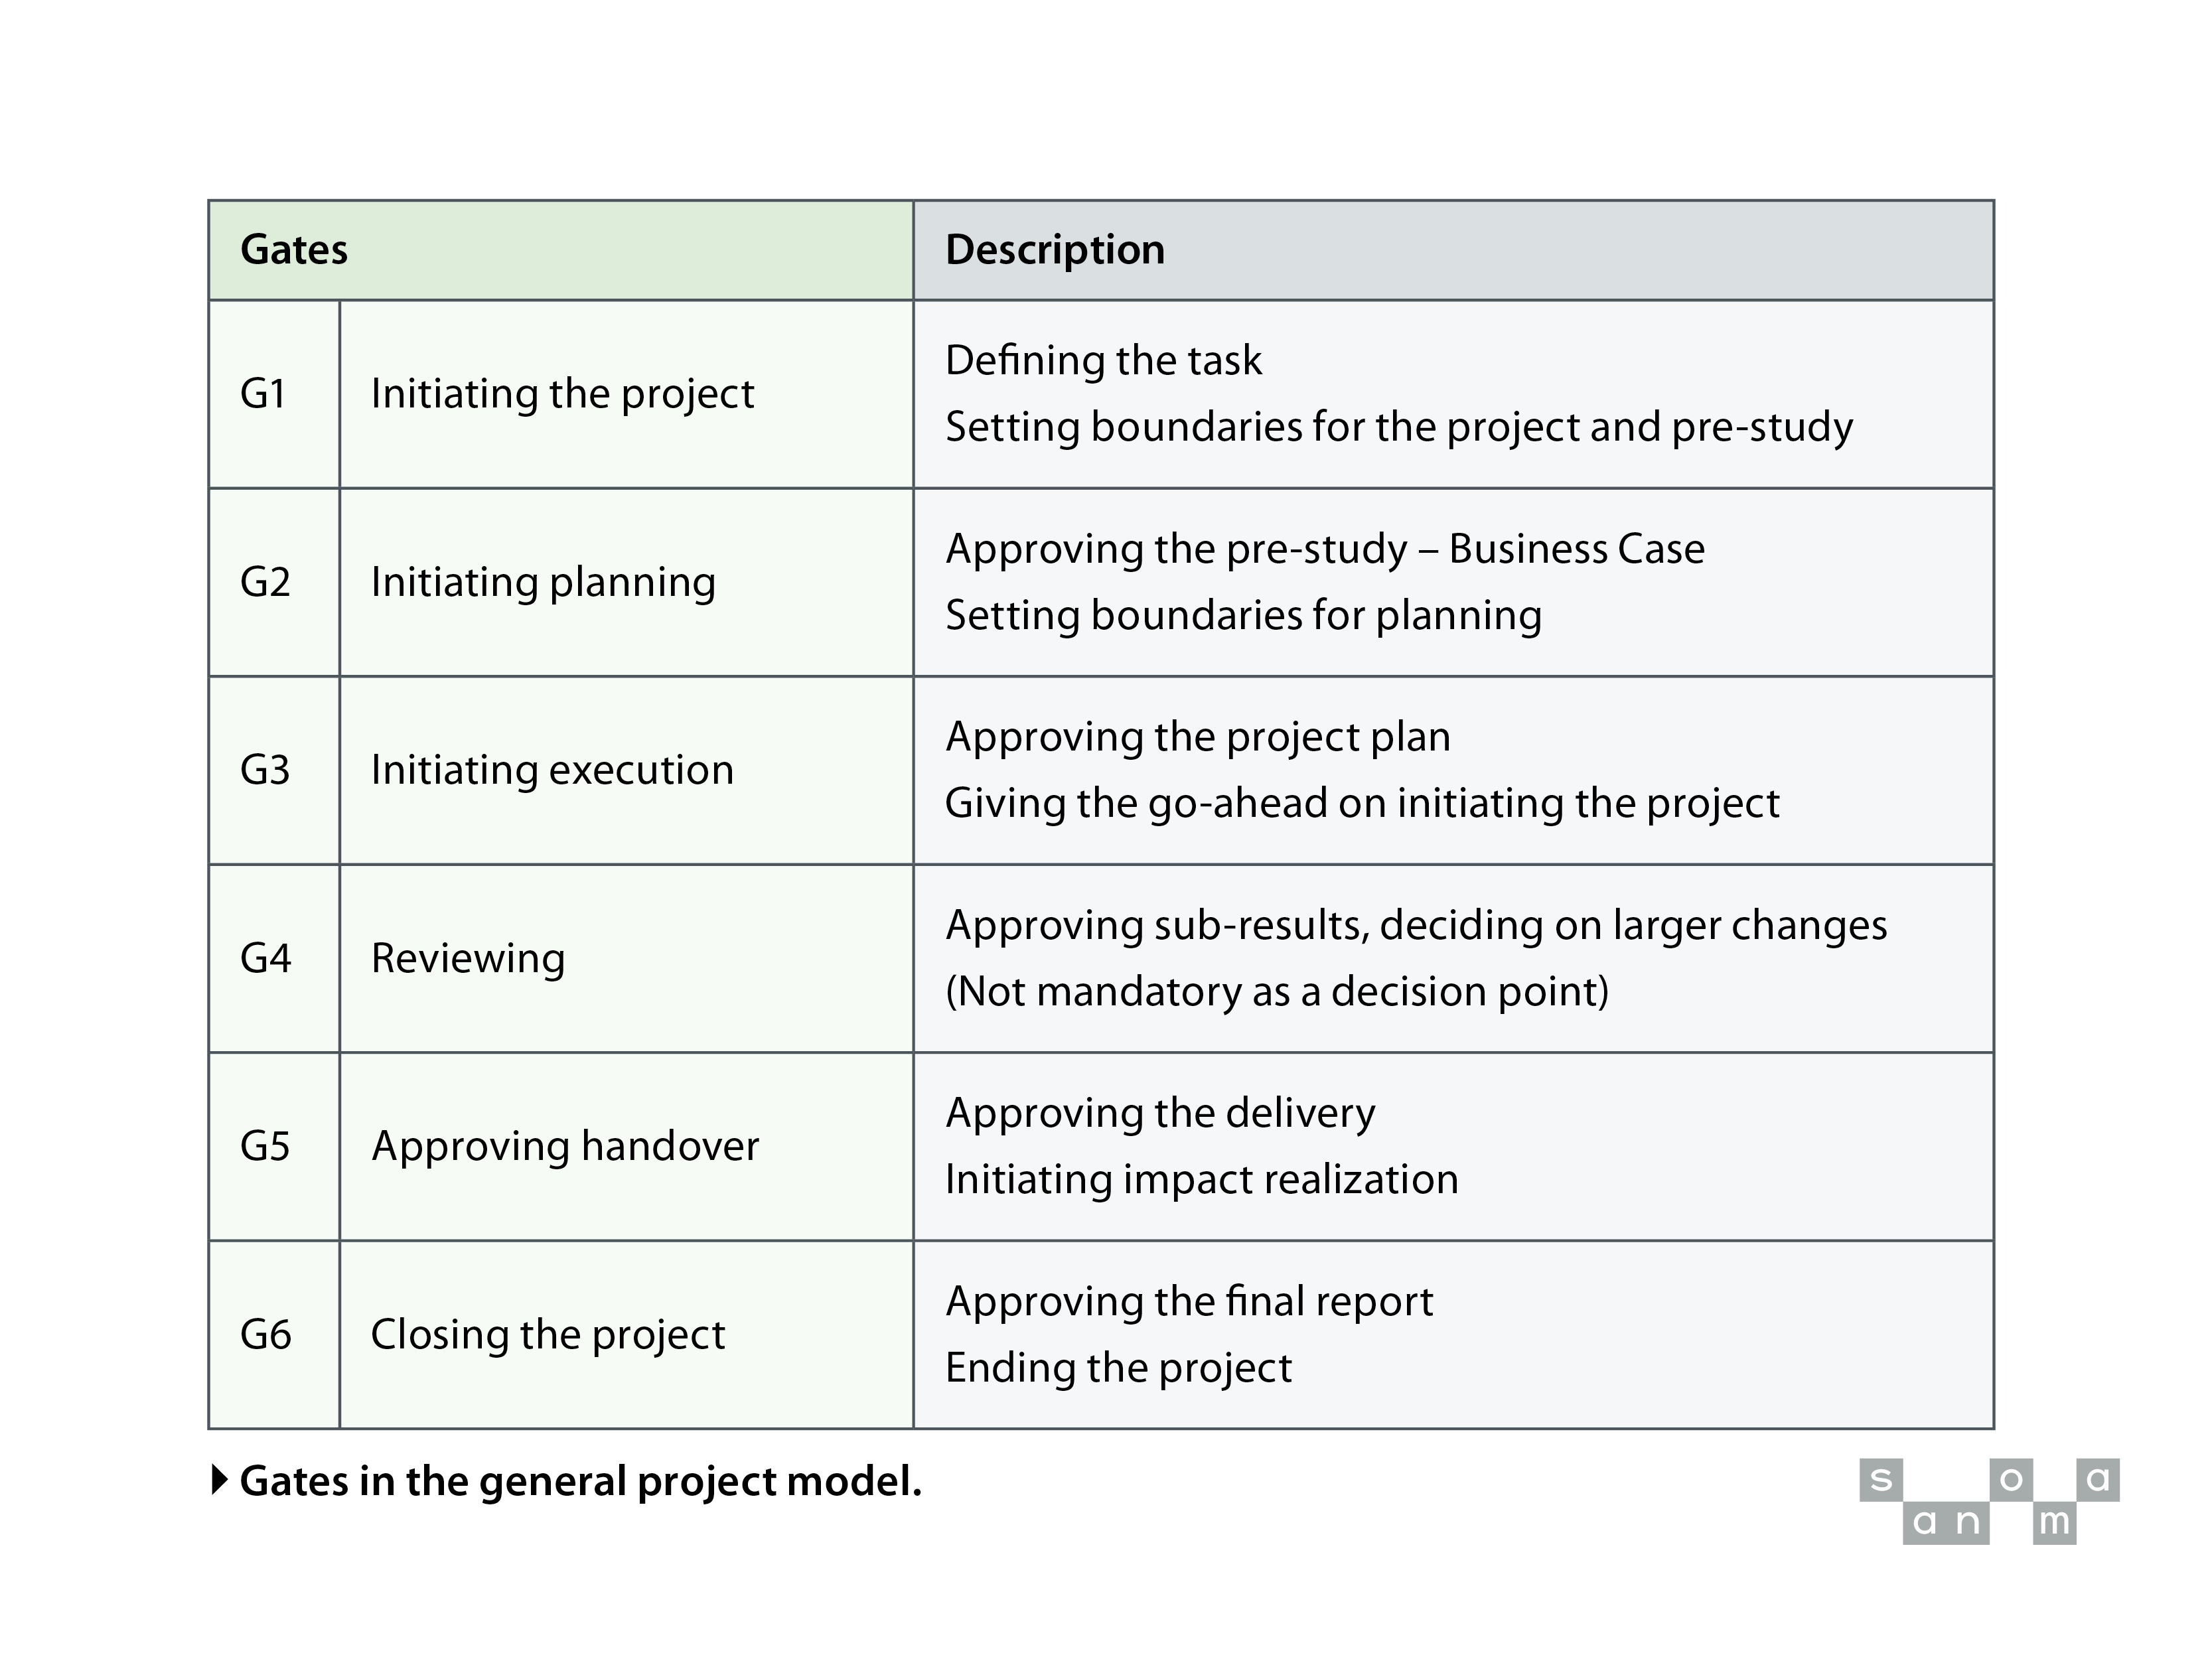 Gates Description
G1 Initiating the project
Defining the task
Setting boundaries for the project and pre-study
G2 Initiating planning
Approving the pre-study – Business Case
Setting boundaries for planning
G3 Initiating execution
Approving the project plan
Giving the go-ahead on initiating the project
G4 Reviewing
Approving sub-results, deciding on larger changes
(Not mandatory as a decision point)
G5 Approving handover
Approving the delivery
Initiating impact realization
G6 Closing the project
Approving the final report
Ending the project
Gates in the general project model.
sanoma